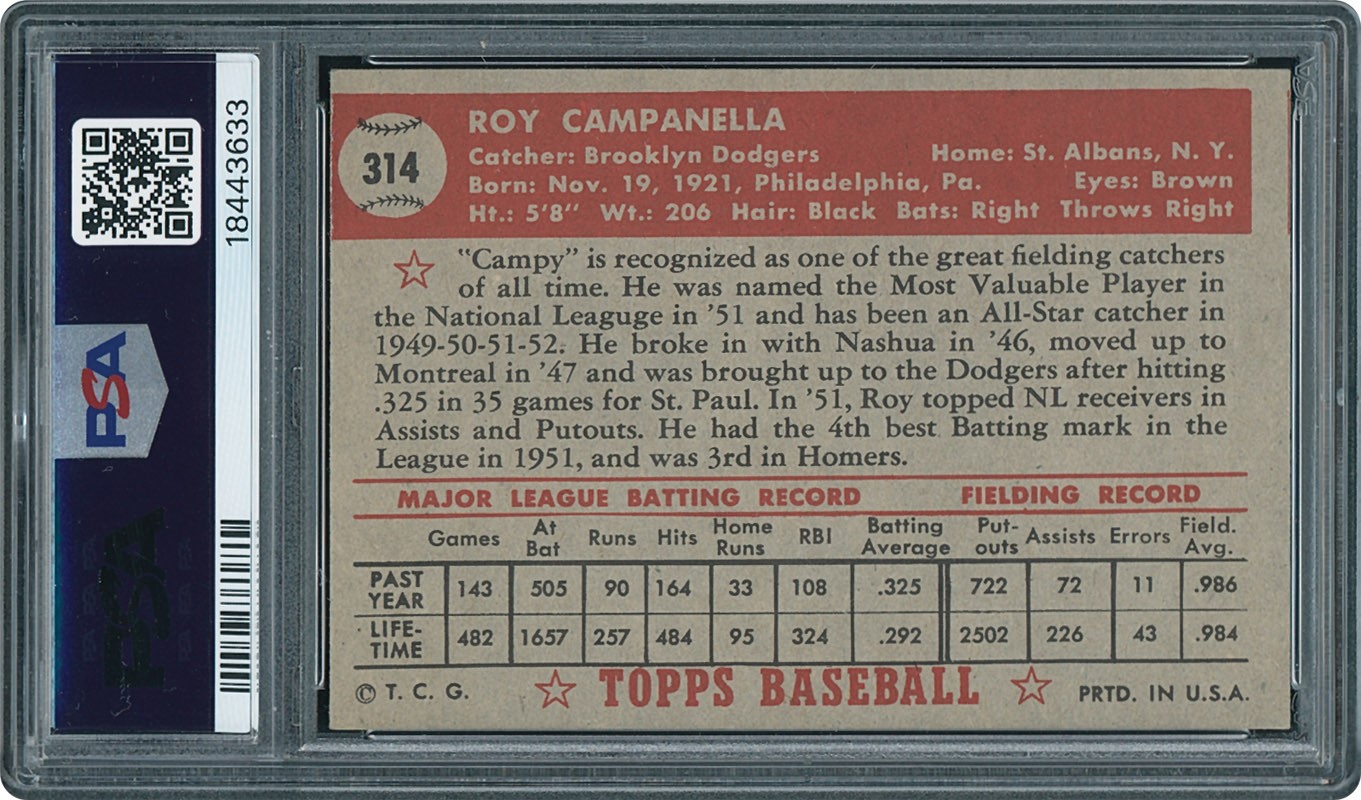 18443633
PSA
PSA
314
ROY CAMPANELLA
Catcher: Brooklyn Dodgers Home: St. Albans, N. Y.
Born: Nov. 19, 1921, Philadelphia, Pa. Eyes: Brown
Ht.: 5'8" Wt.: 206 Hair: Black Bats: Right Throws Right
"Campy" is recognized as one of the great fielding catchers
of all time. He was named the Most Valuable Player in
the National Leaguge in '51 and has been an All-Star catcher in
1949-50-51-52. He broke in with Nashua in '46, moved up to
Montreal in '47 and was brought up to the Dodgers after hitting
.325 in 35 games for St. Paul. In '51, Roy topped NL receivers in
Assists and Putouts. He had the 4th best Batting mark in the
League in 1951, and was 3rd in Homers.
MAJOR LEAGUE BATTING RECORD FIELDING RECORD
Games At Bat Runs Hits Home Runs RBI Batting Average Put-outs Assists Errors Field. Avg.
PAST YEAR 143 505 90 164 33 108 .325 722 72 11 .986
LIFE-TIME 482 1657 257 484 95 324 .292 2502 226 43 .984
© T. C. G. TOPPS BASEBALL PRTD. IN U.S.A.
PSA